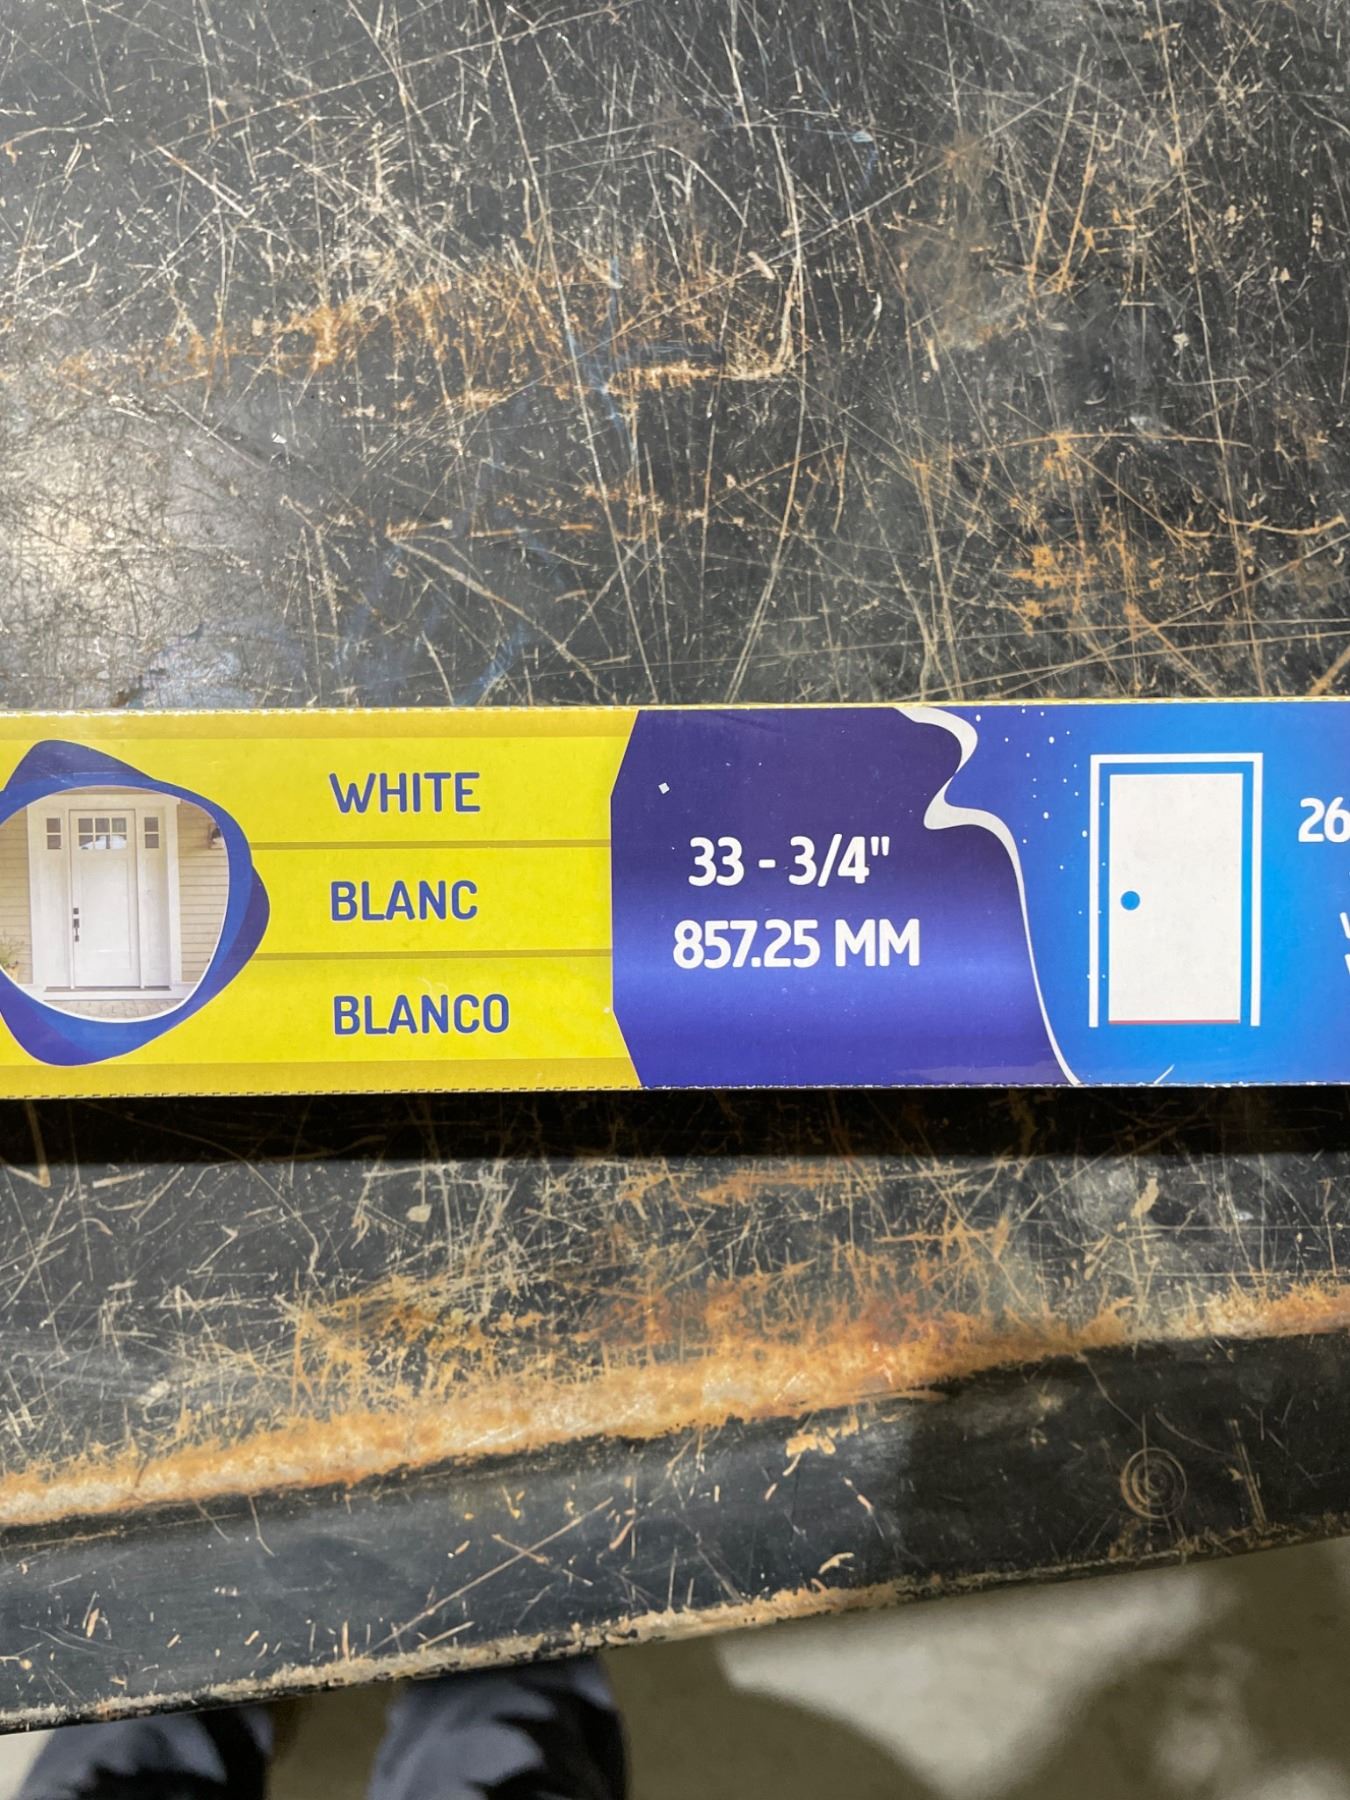 WHITE
BLANC
BLANCO
33 - 3/4"
857.25 MM
26